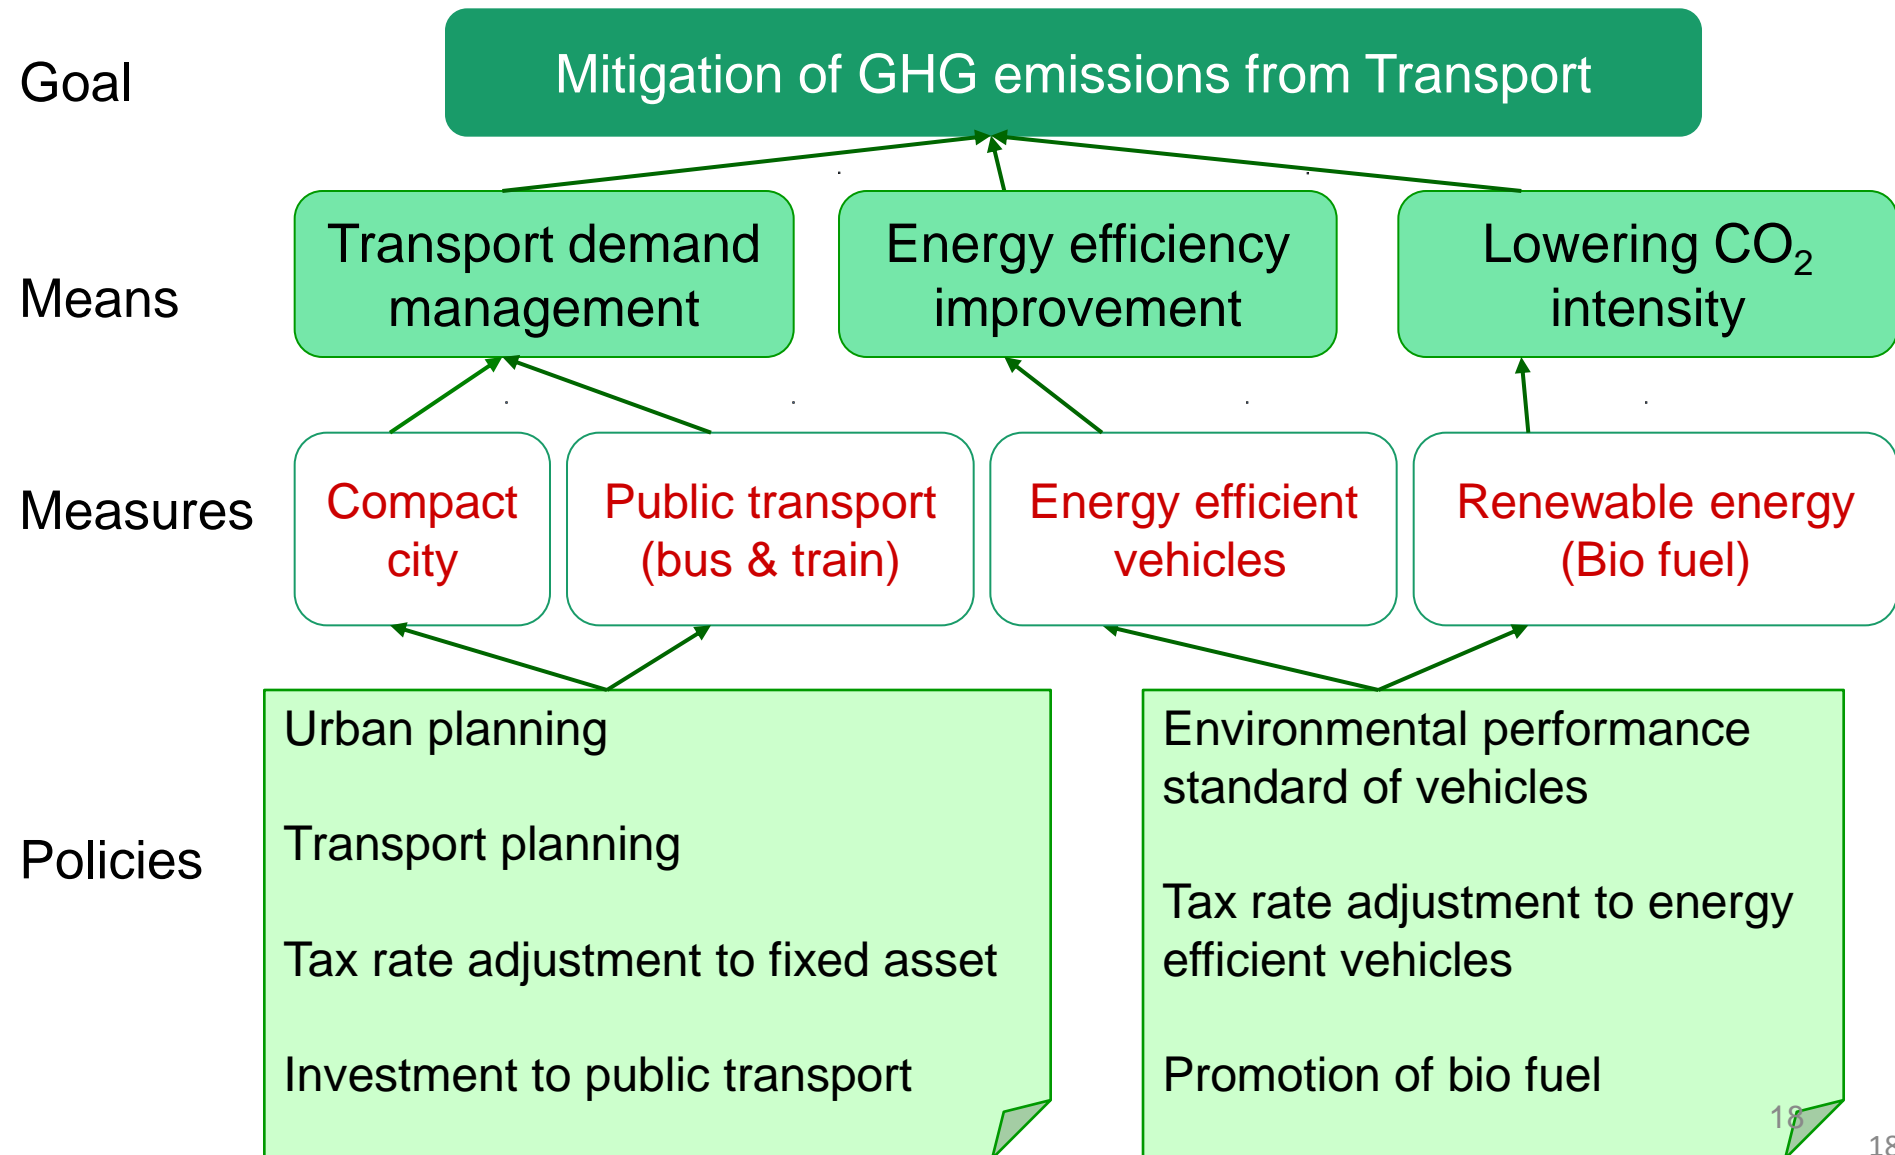 Goal
Mitigation of GHG emissions from Transport
Means
Transport demand
management
Energy efficiency
improvement
Lowering CO₂
intensity
Measures
Compact
city
Public transport
(bus & train)
Energy efficient
vehicles
Renewable energy
(Bio fuel)
Policies
Urban planning
Transport planning
Tax rate adjustment to fixed asset
Investment to public transport
Environmental performance
standard of vehicles
Tax rate adjustment to energy
efficient vehicles
Promotion of bio fuel
18
18